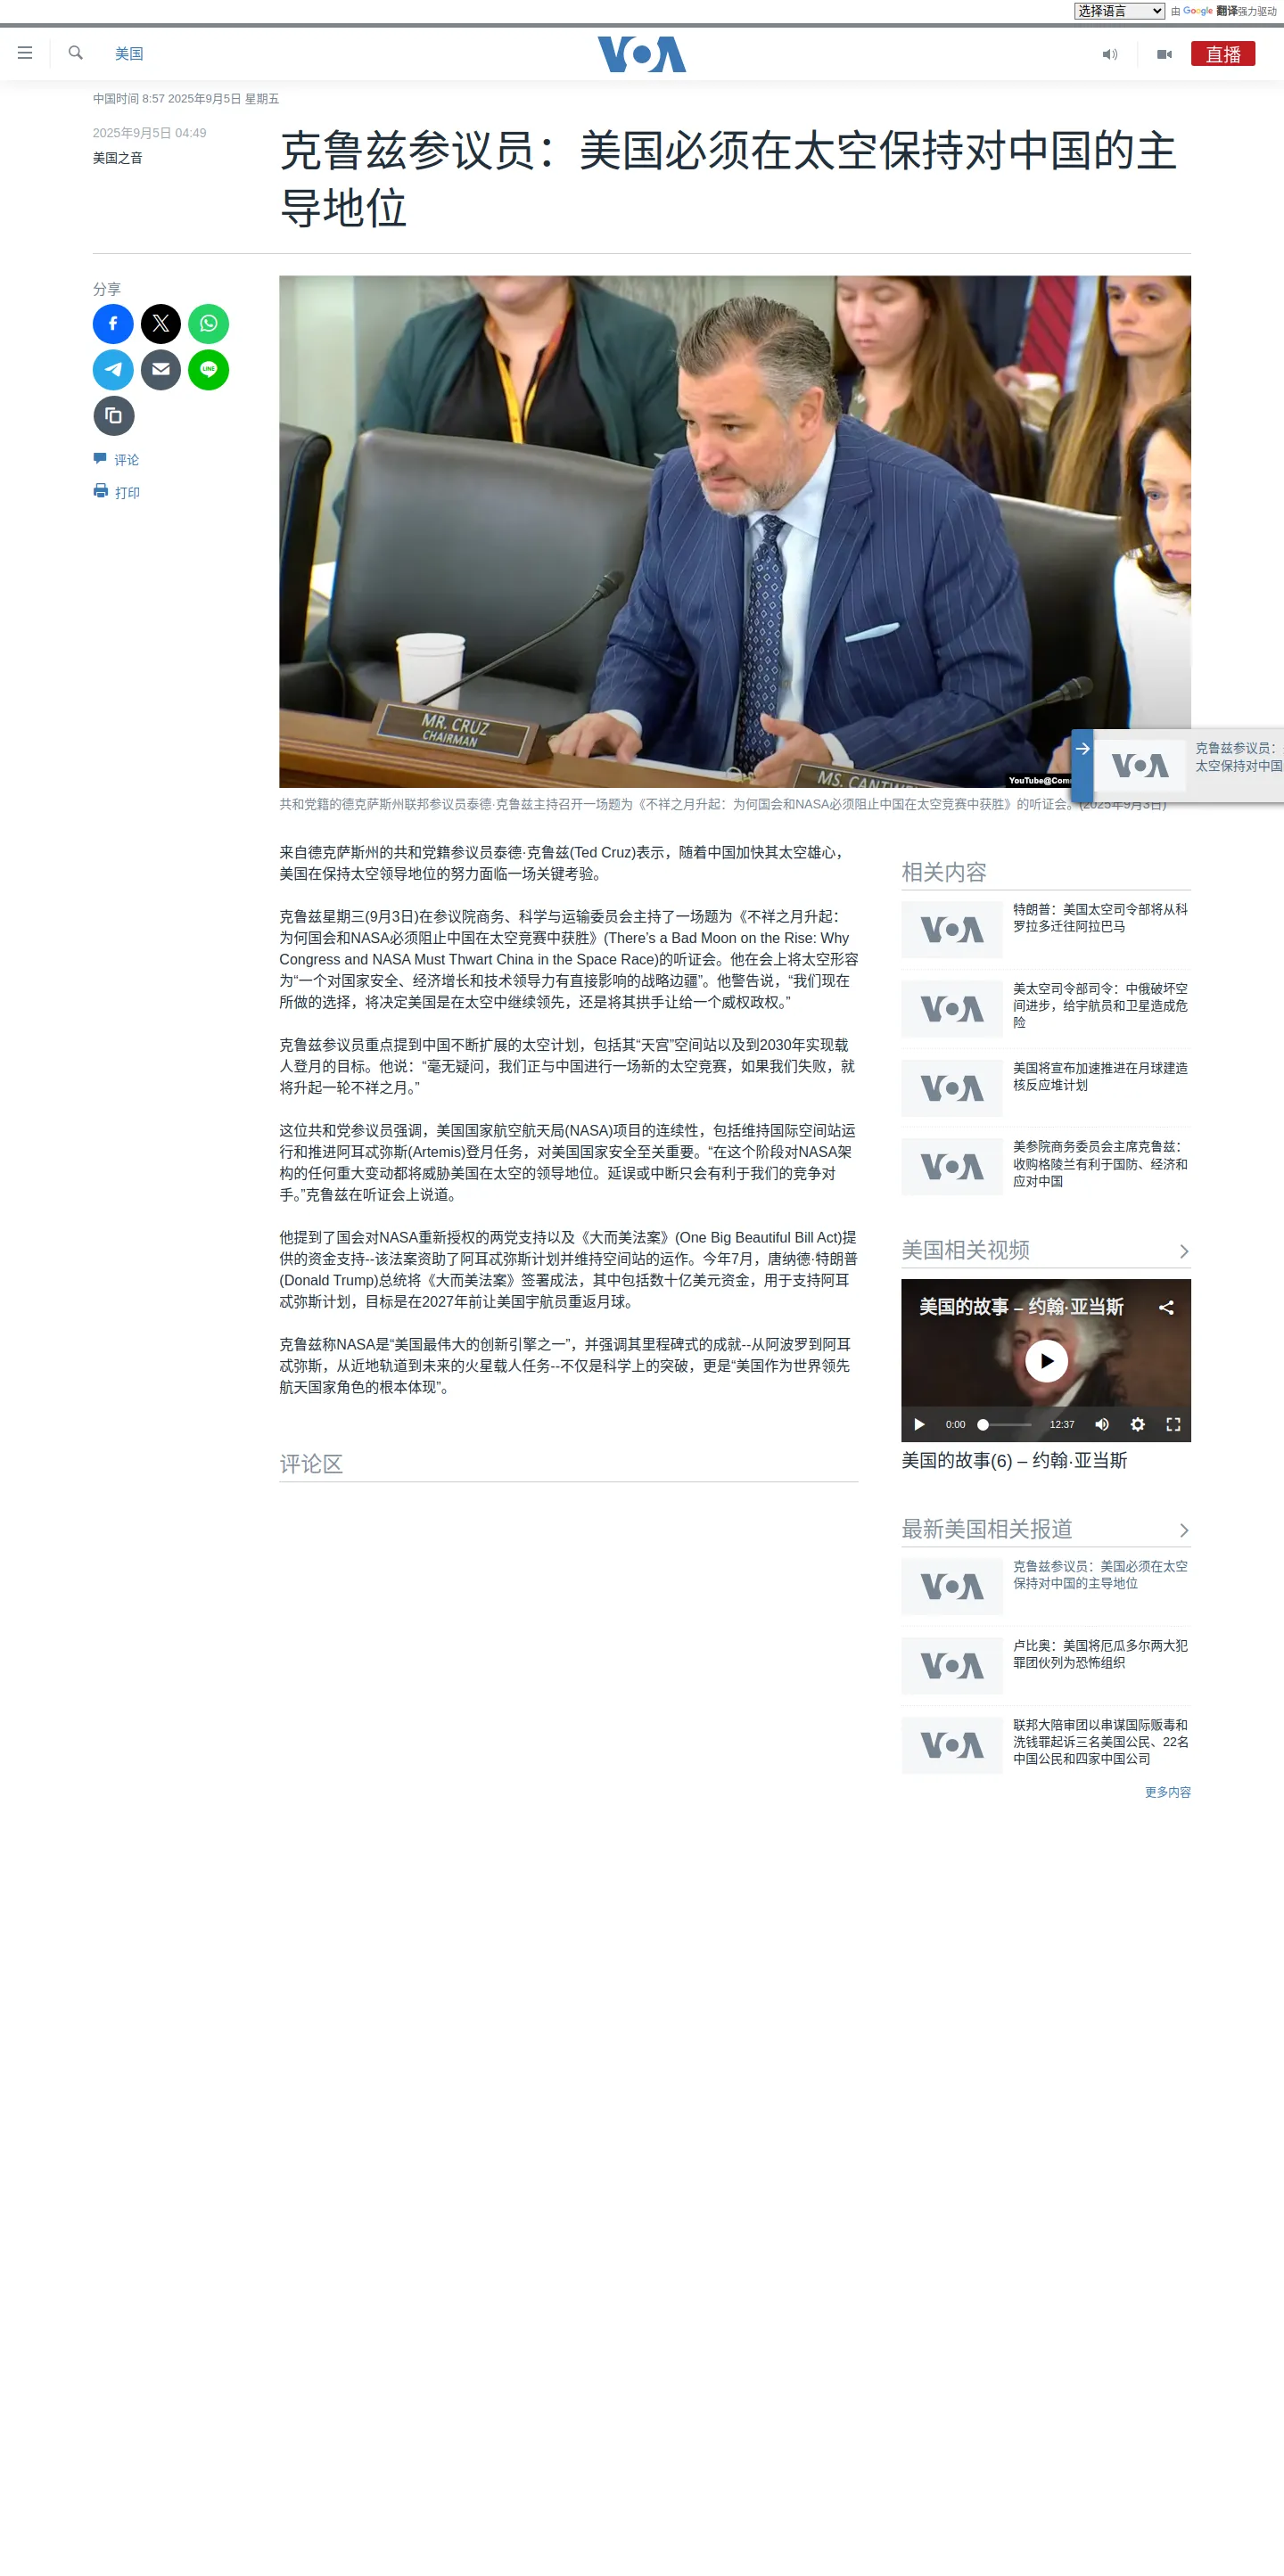 选择语言
由 Google 翻译强力驱动
美国
VOA
直播
中国时间 8:57 2025年9月5日 星期五
2025年9月5日 04:49
美国之音
克鲁兹参议员：美国必须在太空保持对中国的主
导地位
分享
LINE
评论
打印
MR. CRUZ
CHAIRMAN
MS. CANTWELL
YouTube@Com
克鲁兹参议员：
太空保持对中国
VOA
共和党籍的德克萨斯州联邦参议员泰德·克鲁兹主持召开一场题为《不祥之月升起：为何国会和NASA必须阻止中国在太空竞赛中获胜》的听证会。(2025年9月3日)
来自德克萨斯州的共和党籍参议员泰德·克鲁兹(Ted Cruz)表示，随着中国加快其太空雄心，
美国在保持太空领导地位的努力面临一场关键考验。
克鲁兹星期三(9月3日)在参议院商务、科学与运输委员会主持了一场题为《不祥之月升起：
为何国会和NASA必须阻止中国在太空竞赛中获胜》(There’s a Bad Moon on the Rise: Why
Congress and NASA Must Thwart China in the Space Race)的听证会。他在会上将太空形容
为“一个对国家安全、经济增长和技术领导力有直接影响的战略边疆”。他警告说，“我们现在
所做的选择，将决定美国是在太空中继续领先，还是将其拱手让给一个威权政权。”
克鲁兹参议员重点提到中国不断扩展的太空计划，包括其“天宫”空间站以及到2030年实现载
人登月的目标。他说：“毫无疑问，我们正与中国进行一场新的太空竞赛，如果我们失败，就
将升起一轮不祥之月。”
这位共和党参议员强调，美国国家航空航天局(NASA)项目的连续性，包括维持国际空间站运
行和推进阿耳忒弥斯(Artemis)登月任务，对美国国家安全至关重要。“在这个阶段对NASA架
构的任何重大变动都将威胁美国在太空的领导地位。延误或中断只会有利于我们的竞争对
手。”克鲁兹在听证会上说道。
他提到了国会对NASA重新授权的两党支持以及《大而美法案》(One Big Beautiful Bill Act)提
供的资金支持--该法案资助了阿耳忒弥斯计划并维持空间站的运作。今年7月，唐纳德·特朗普
(Donald Trump)总统将《大而美法案》签署成法，其中包括数十亿美元资金，用于支持阿耳
忒弥斯计划，目标是在2027年前让美国宇航员重返月球。
克鲁兹称NASA是“美国最伟大的创新引擎之一”，并强调其里程碑式的成就--从阿波罗到阿耳
忒弥斯，从近地轨道到未来的火星载人任务--不仅是科学上的突破，更是“美国作为世界领先
航天国家角色的根本体现”。
评论区
相关内容
VOA
特朗普：美国太空司令部将从科
罗拉多迁往阿拉巴马
VOA
美太空司令部司令：中俄破坏空
间进步，给宇航员和卫星造成危
险
VOA
美国将宣布加速推进在月球建造
核反应堆计划
VOA
美参院商务委员会主席克鲁兹：
收购格陵兰有利于国防、经济和
应对中国
美国相关视频
美国的故事 – 约翰·亚当斯
0:00
12:37
美国的故事(6) – 约翰·亚当斯
最新美国相关报道
VOA
克鲁兹参议员：美国必须在太空
保持对中国的主导地位
VOA
卢比奥：美国将厄瓜多尔两大犯
罪团伙列为恐怖组织
VOA
联邦大陪审团以串谋国际贩毒和
洗钱罪起诉三名美国公民、22名
中国公民和四家中国公司
更多内容